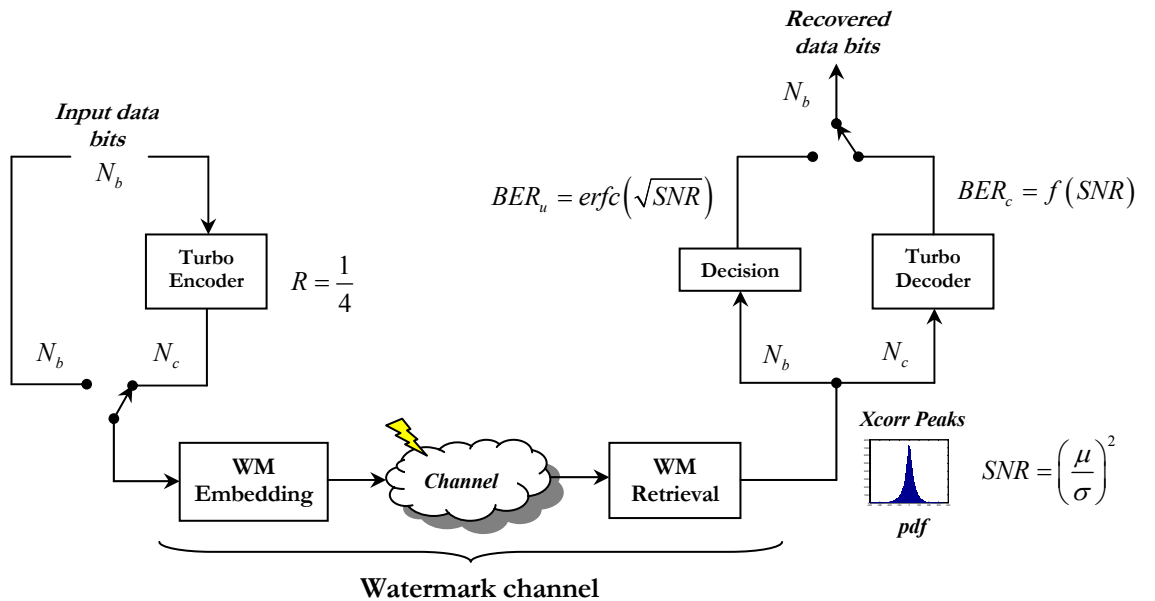 Recovered
data bits
N_b
Input data
bits
N_b
BER_u = erfc(√SNR)
BER_c = f(SNR)
Turbo
Encoder
R = 1/4
Decision
Turbo
Decoder
N_b
N_c
N_b
N_c
Xcorr Peaks
WM
Embedding
Channel
WM
Retrieval
SNR = (μ/σ)²
pdf
Watermark channel